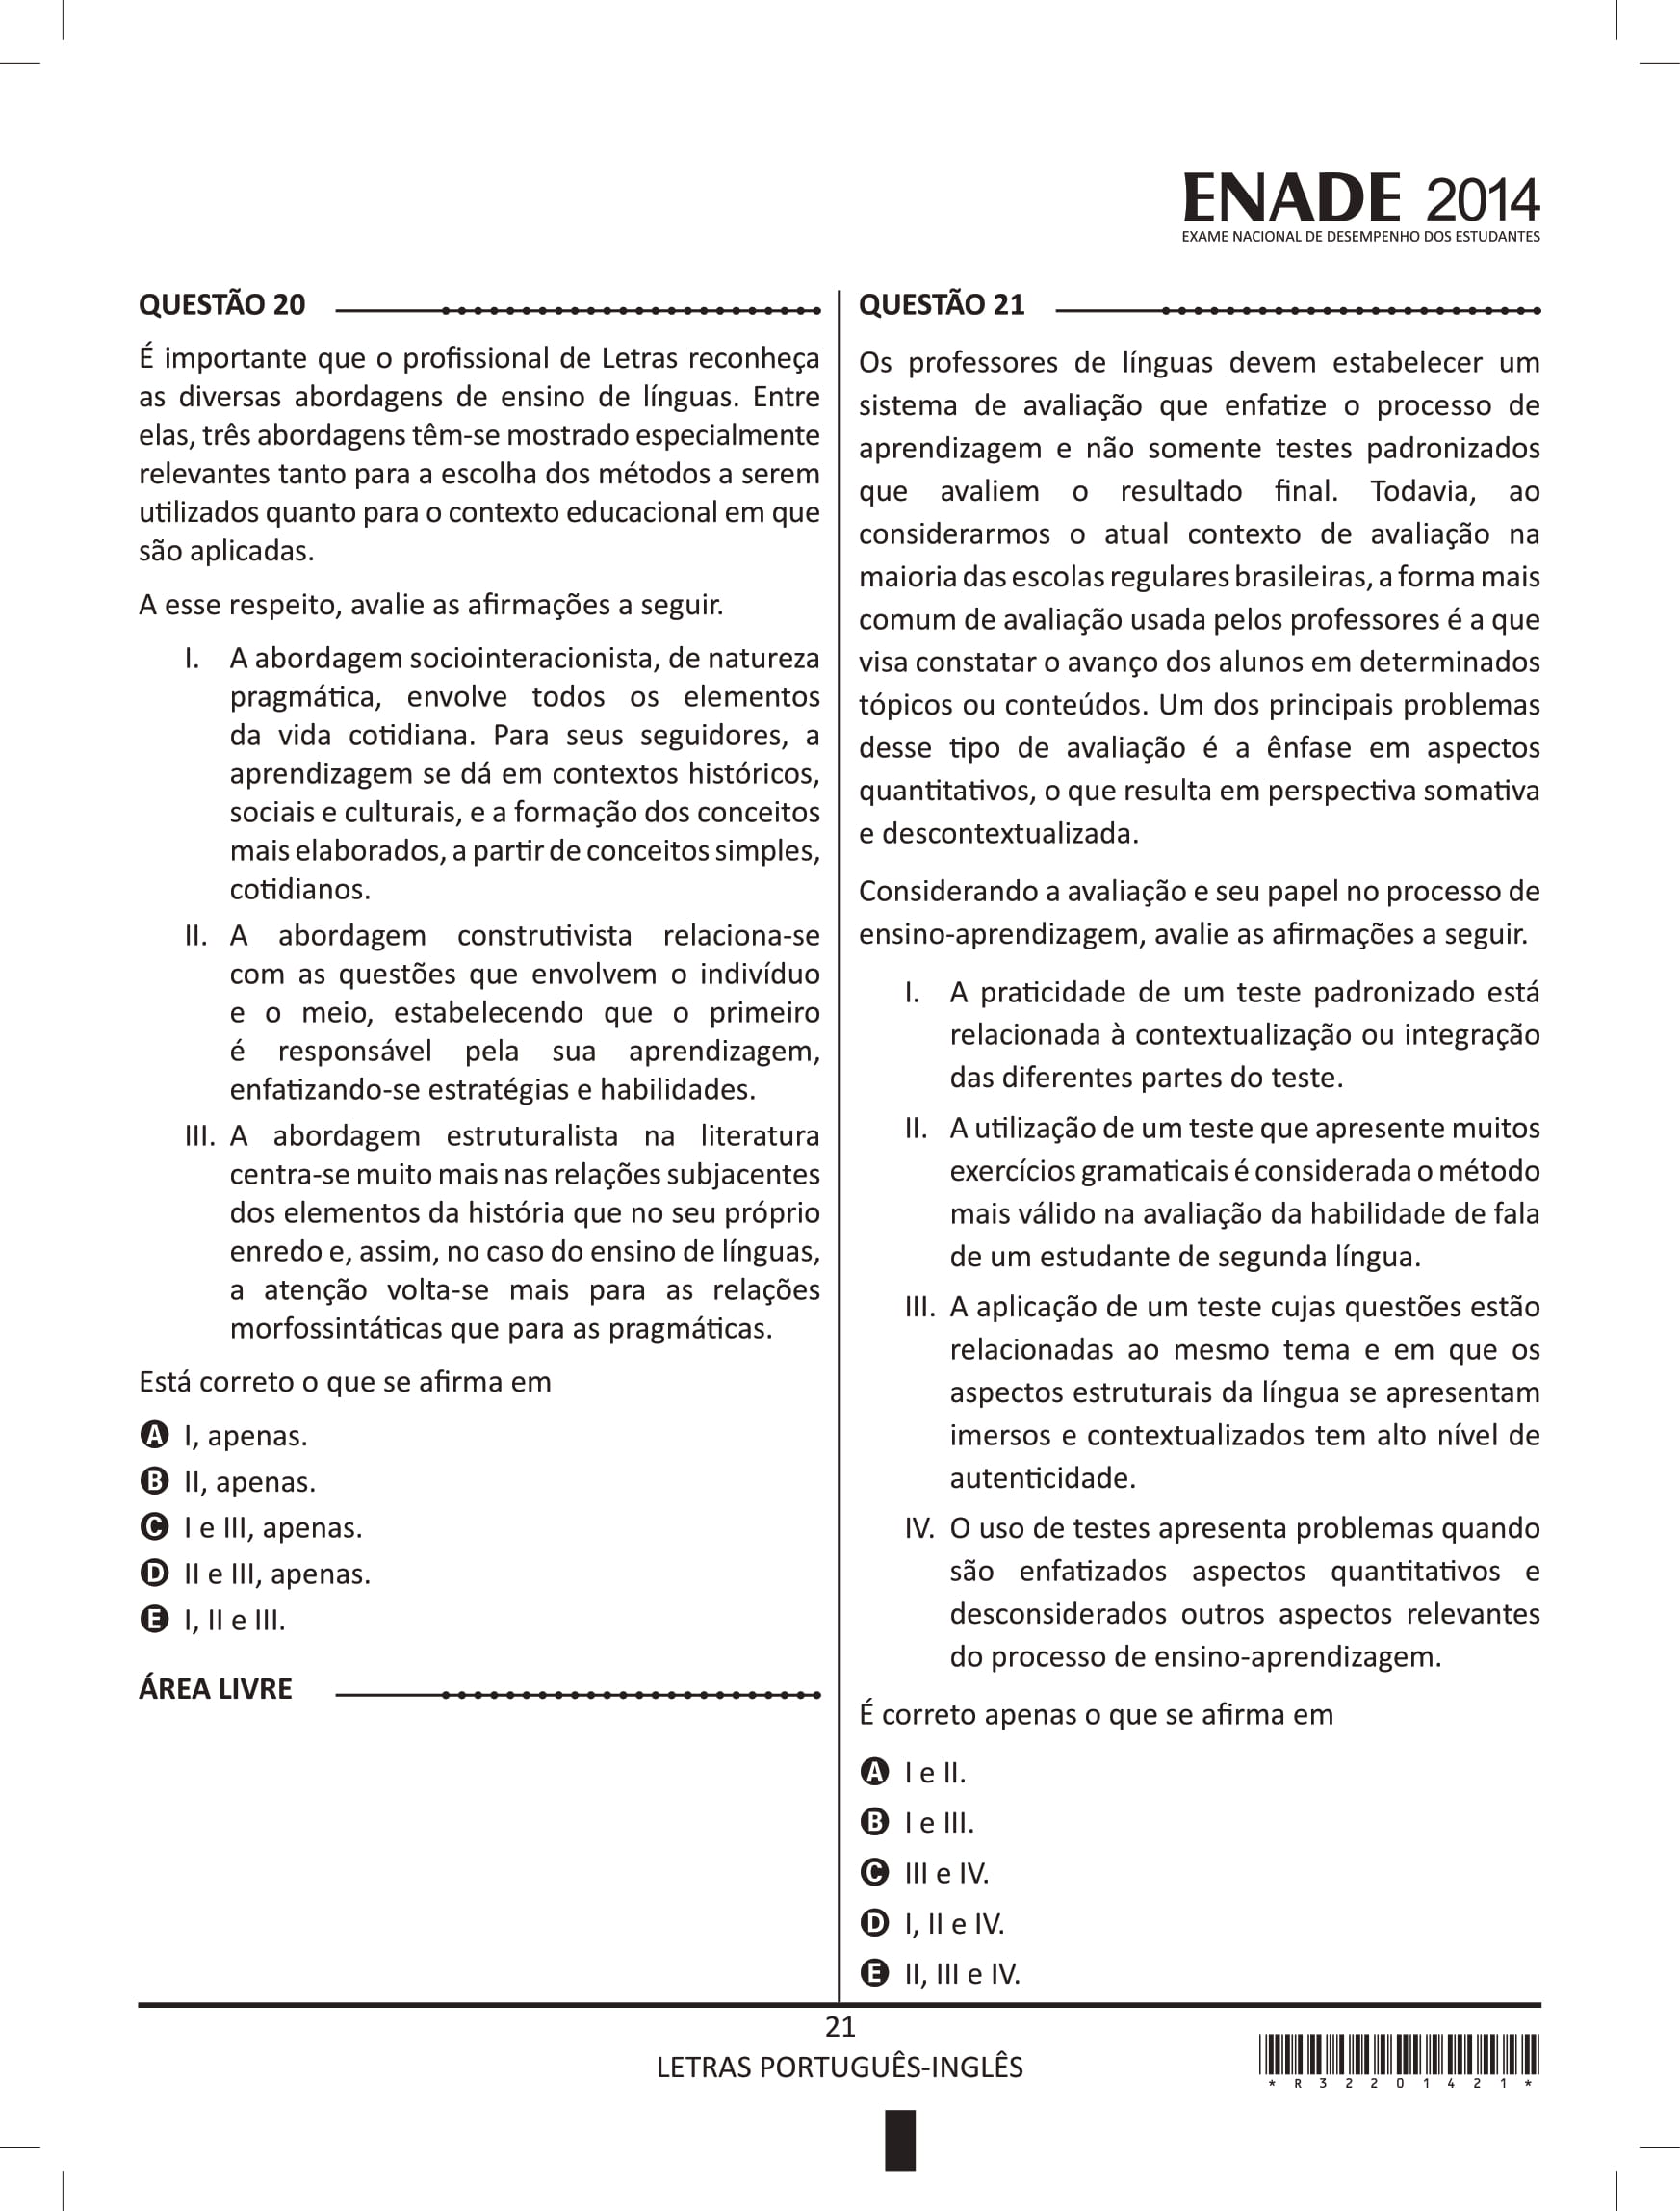 ENADE 2014
EXAME NACIONAL DE DESEMPENHO DOS ESTUDANTES
QUESTÃO 20
É importante que o profissional de Letras reconheça
as diversas abordagens de ensino de línguas. Entre
elas, três abordagens têm-se mostrado especialmente
relevantes tanto para a escolha dos métodos a serem
utilizados quanto para o contexto educacional em que
são aplicadas.
A esse respeito, avalie as afirmações a seguir.
I. A abordagem sociointeracionista, de natureza
pragmática, envolve todos os elementos
da vida cotidiana. Para seus seguidores, a
aprendizagem se dá em contextos históricos,
sociais e culturais, e a formação dos conceitos
mais elaborados, a partir de conceitos simples,
cotidianos.
II. A abordagem construtivista relaciona-se
com as questões que envolvem o indivíduo
e o meio, estabelecendo que o primeiro
é responsável pela sua aprendizagem,
enfatizando-se estratégias e habilidades.
III. A abordagem estruturalista na literatura
centra-se muito mais nas relações subjacentes
dos elementos da história que no seu próprio
enredo e, assim, no caso do ensino de línguas,
a atenção volta-se mais para as relações
morfossintáticas que para as pragmáticas.
Está correto o que se afirma em
A I, apenas.
B II, apenas.
C I e III, apenas.
D II e III, apenas.
E I, II e III.
ÁREA LIVRE
QUESTÃO 21
Os professores de línguas devem estabelecer um
sistema de avaliação que enfatize o processo de
aprendizagem e não somente testes padronizados
que avaliem o resultado final. Todavia, ao
considerarmos o atual contexto de avaliação na
maioria das escolas regulares brasileiras, a forma mais
comum de avaliação usada pelos professores é a que
visa constatar o avanço dos alunos em determinados
tópicos ou conteúdos. Um dos principais problemas
desse tipo de avaliação é a ênfase em aspectos
quantitativos, o que resulta em perspectiva somativa
e descontextualizada.
Considerando a avaliação e seu papel no processo de
ensino-aprendizagem, avalie as afirmações a seguir.
I. A praticidade de um teste padronizado está
relacionada à contextualização ou integração
das diferentes partes do teste.
II. A utilização de um teste que apresente muitos
exercícios gramaticais é considerada o método
mais válido na avaliação da habilidade de fala
de um estudante de segunda língua.
III. A aplicação de um teste cujas questões estão
relacionadas ao mesmo tema e em que os
aspectos estruturais da língua se apresentam
imersos e contextualizados tem alto nível de
autenticidade.
IV. O uso de testes apresenta problemas quando
são enfatizados aspectos quantitativos e
desconsiderados outros aspectos relevantes
do processo de ensino-aprendizagem.
É correto apenas o que se afirma em
A I e II.
B I e III.
C III e IV.
D I, II e IV.
E II, III e IV.
21
LETRAS PORTUGUÊS-INGLÊS
* R 3 2 2 0 1 4 2 1 *